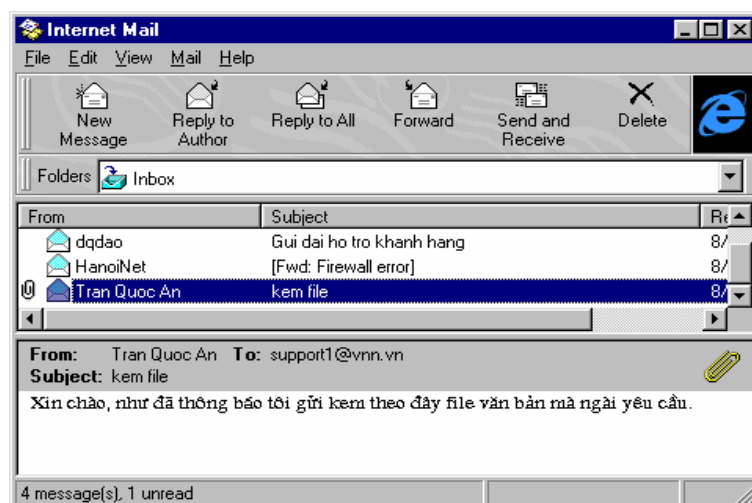 Internet Mail
File Edit View Mail Help
New Message Reply to Author Reply to All Forward Send and Receive Delete
Folders Inbox
From Subject
dqdao Gui dai ho tro khanh hang 8/
HanoiNet [Fwd: Firewall error] 8/
Tran Quoc An kem file 8/
From: Tran Quoc An To: support1@vnn.vn
Subject: kem file
Xin chào, như đã thông báo tôi gửi kem theo đây file văn bản mà ngài yêu cầu.
4 message(s), 1 unread